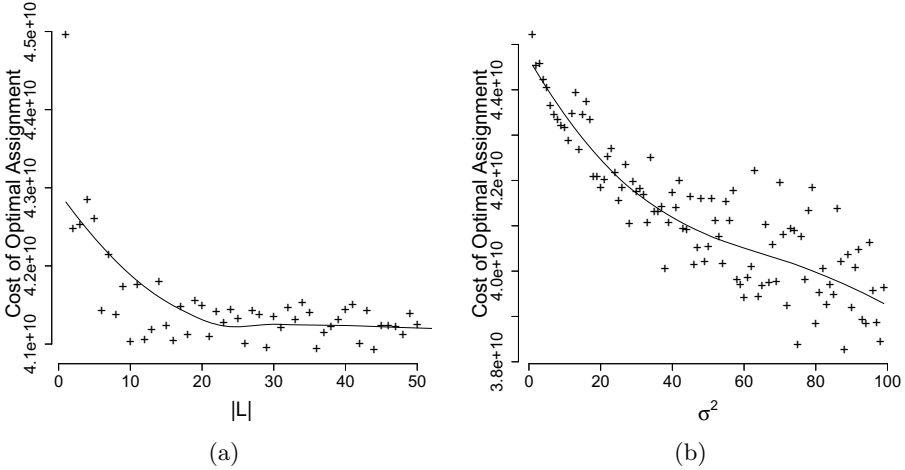 Cost of Optimal Assignment
4.1e+10 4.2e+10 4.3e+10 4.4e+10 4.5e+10
0 10 20 30 40 50
|L|
(a)
Cost of Optimal Assignment
3.8e+10 4.0e+10 4.2e+10 4.4e+10
0 20 40 60 80 100
σ²
(b)